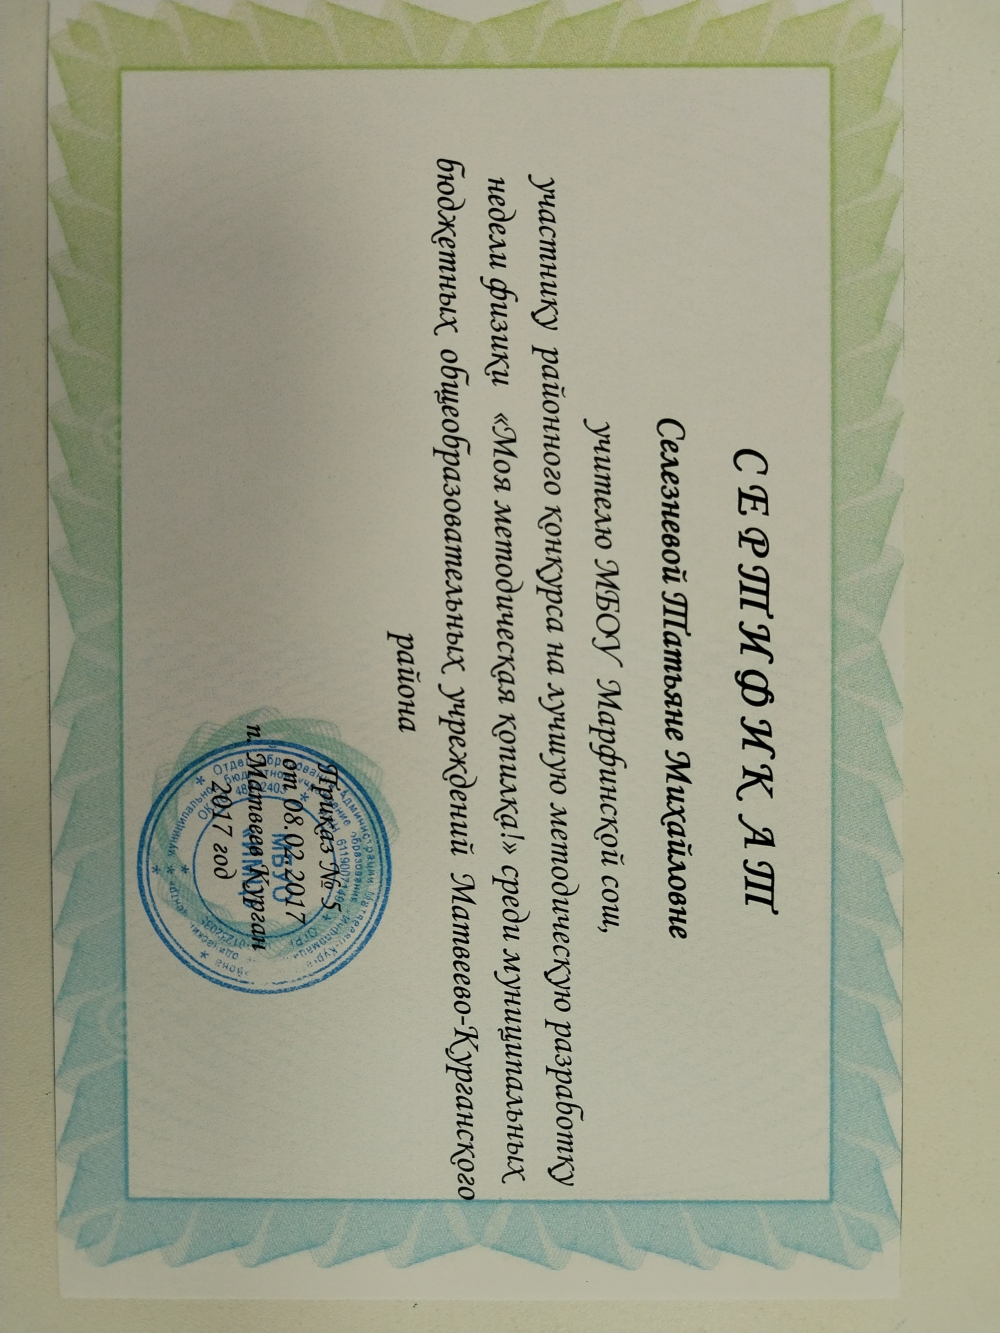 СЕРТИФИКАТ
Селезневой Татьяне Михайловне
учителю МБОУ Марфинской сош,
участнику районного конкурса на лучшую методическую разработку
недели физики «Моя методическая копилка!» среди муниципальных
бюджетных общеобразовательных учреждений Матвеево-Курганского
района
Приказ № 5
от 08.02.2017
п. Матвеев Курган
2017 год
МБУО